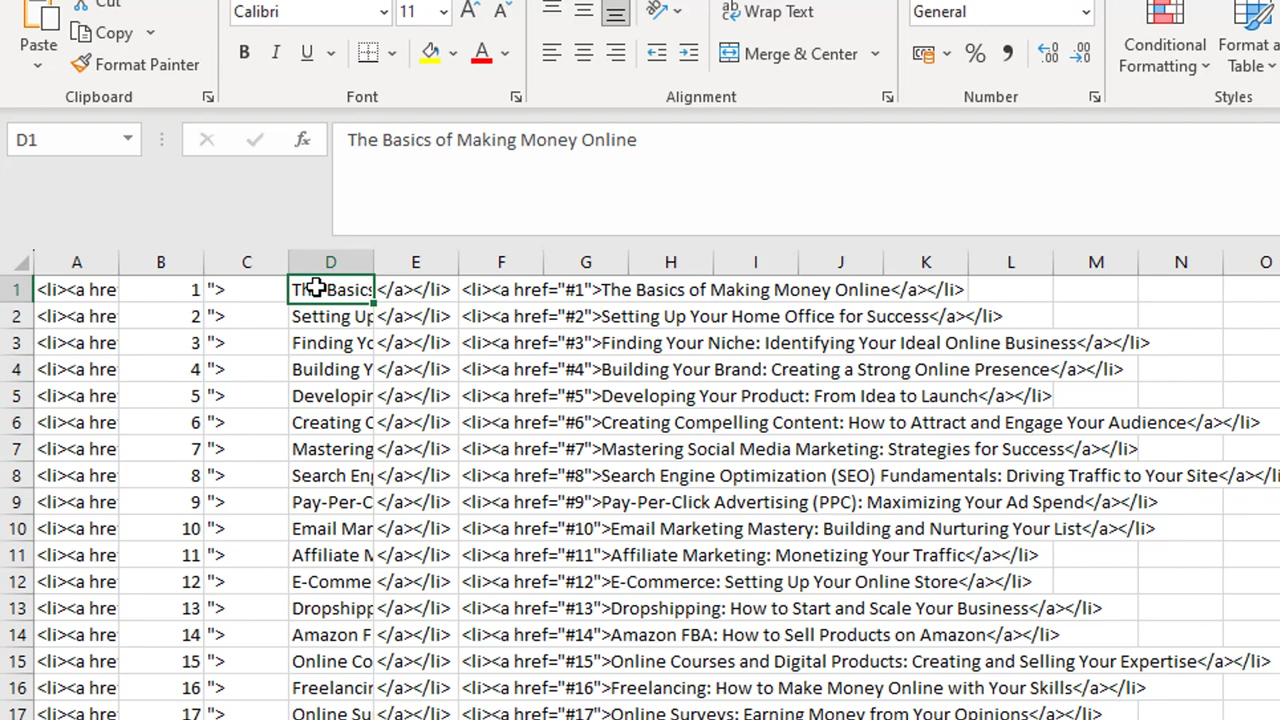 Cut
Calibri 11 A A Wrap Text General
Paste Copy
Format Painter B I U A Merge & Center % 9 Conditional Formatting Format a Table
Clipboard Font Alignment Number Styles
D1 fx The Basics of Making Money Online
A B C D E F G H I J K L M N O
1 <li><a hre 1 "> The Basics </a></li> <li><a href="#1">The Basics of Making Money Online</a></li>
2 <li><a hre 2 "> Setting Up </a></li> <li><a href="#2">Setting Up Your Home Office for Success</a></li>
3 <li><a hre 3 "> Finding Yo </a></li> <li><a href="#3">Finding Your Niche: Identifying Your Ideal Online Business</a></li>
4 <li><a hre 4 "> Building Y </a></li> <li><a href="#4">Building Your Brand: Creating a Strong Online Presence</a></li>
5 <li><a hre 5 "> Developin </a></li> <li><a href="#5">Developing Your Product: From Idea to Launch</a></li>
6 <li><a hre 6 "> Creating C </a></li> <li><a href="#6">Creating Compelling Content: How to Attract and Engage Your Audience</a></li>
7 <li><a hre 7 "> Mastering </a></li> <li><a href="#7">Mastering Social Media Marketing: Strategies for Success</a></li>
8 <li><a hre 8 "> Search Eng </a></li> <li><a href="#8">Search Engine Optimization (SEO) Fundamentals: Driving Traffic to Your Site</a></li
9 <li><a hre 9 "> Pay-Per-C </a></li> <li><a href="#9">Pay-Per-Click Advertising (PPC): Maximizing Your Ad Spend</a></li>
10 <li><a hre 10 "> Email Mar </a></li> <li><a href="#10">Email Marketing Mastery: Building and Nurturing Your List</a></li>
11 <li><a hre 11 "> Affiliate M </a></li> <li><a href="#11">Affiliate Marketing: Monetizing Your Traffic</a></li>
12 <li><a hre 12 "> E-Comme </a></li> <li><a href="#12">E-Commerce: Setting Up Your Online Store</a></li>
13 <li><a hre 13 "> Dropshipp </a></li> <li><a href="#13">Dropshipping: How to Start and Scale Your Business</a></li>
14 <li><a hre 14 "> Amazon F </a></li> <li><a href="#14">Amazon FBA: How to Sell Products on Amazon</a></li>
15 <li><a hre 15 "> Online Co </a></li> <li><a href="#15">Online Courses and Digital Products: Creating and Selling Your Expertise</a></li>
16 <li><a hre 16 "> Freelancin </a></li> <li><a href="#16">Freelancing: How to Make Money Online with Your Skills</a></li>
17 <li><a hre 17 "> Online Su </a></li> <li><a href="#17">Online Surveys: Earning Money from Your Opinions</a></li>